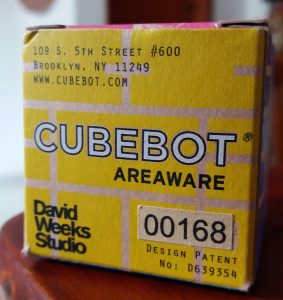 109 S. 5TH STREET #600
BROOKLYN, NY 11249
WWW.CUBEBOT.COM
CUBEBOT®
AREAWARE
David
Weeks
Studio
00168
DESIGN PATENT
NO: D639354